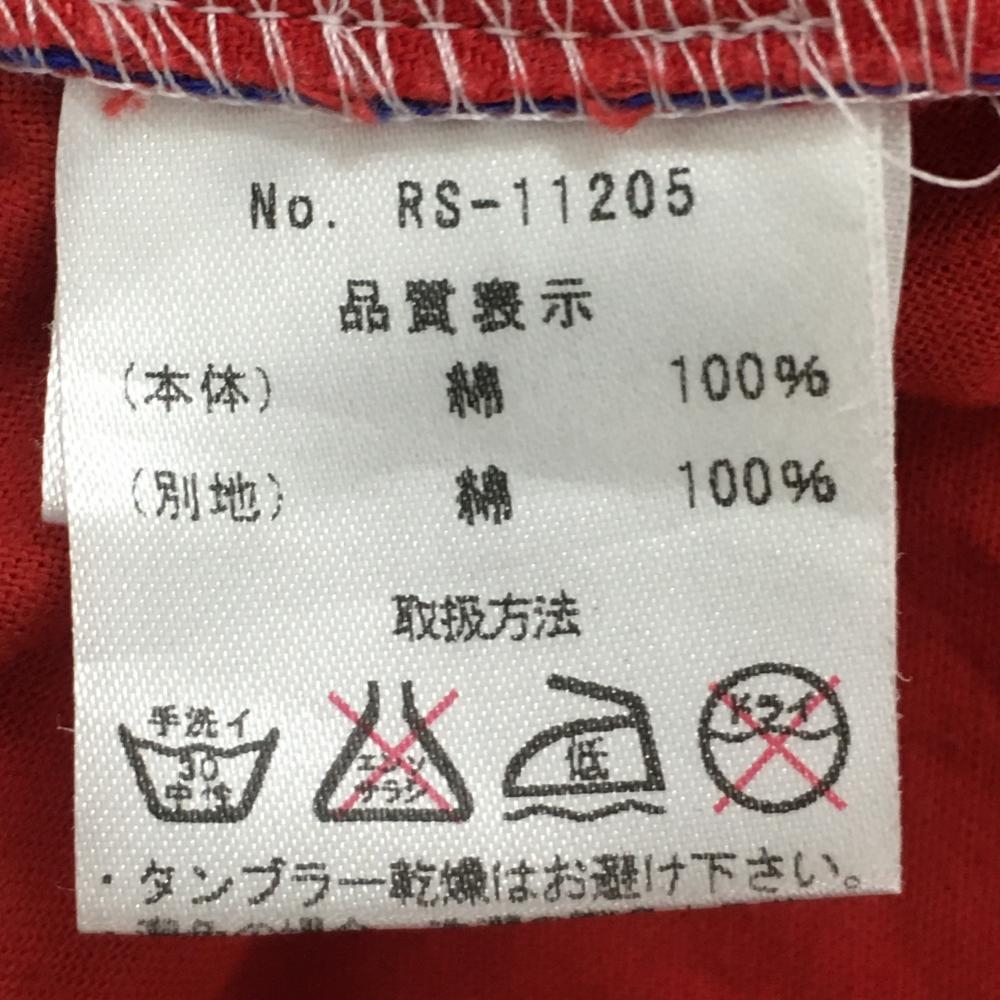 No. RS-11205
品質表示
(本体) 綿 100%
(別地) 綿 100%
取扱方法
手洗イ
30
中性
エンソ
サラシ
低
ドライ
・タンブラー乾燥はお避け下さい。